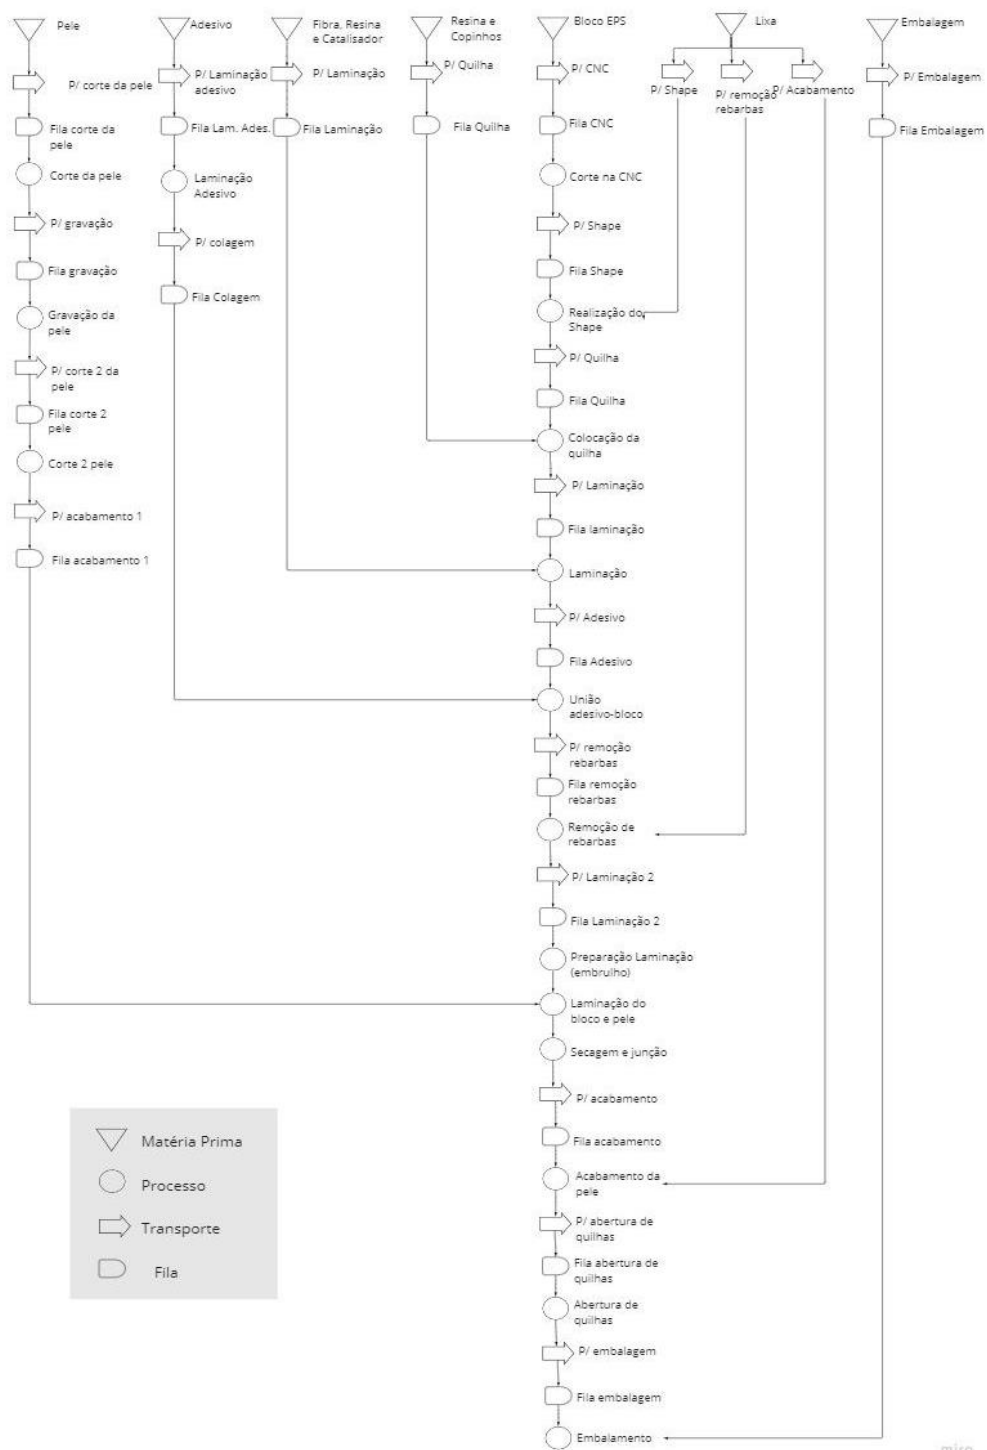 Pele
P/ corte da pele
Fila corte da
pele
Corte da pele
P/ gravação
Fila gravação
Gravação da
pele
P/ corte 2 da
pele
Fila corte 2
pele
Corte 2 pele
P/ acabamento 1
Fila acabamento 1
Adesivo
P/ Laminação
adesivo
Fila Lam. Ades.
Laminação
Adesivo
P/ colagem
Fila Colagem
Fibra, Resina
e Catalisador
P/ Laminação
Fila Laminação
Resina e
Copinhos
P/ Quilha
Fila Quilha
Bloco EPS
P/ CNC
Fila CNC
Corte na CNC
P/ Shape
Fila Shape
Realização do
Shape
P/ Quilha
Fila Quilha
Colocação da
quilha
P/ Laminação
Fila laminação
Laminação
P/ Adesivo
Fila Adesivo
União
adesivo-bloco
P/ remoção
rebarbas
Fila remoção
rebarbas
Remoção de
rebarbas
P/ Laminação 2
Fila Laminação 2
Preparação Laminação
(embrulho)
Laminação do
bloco e pele
Secagem e junção
P/ acabamento
Fila acabamento
Acabamento da
pele
P/ abertura de
quilhas
Fila abertura de
quilhas
Abertura de
quilhas
P/ embalagem
Fila embalagem
Embalamento
Lixa
P/ Shape
P/ remoção
rebarbas
P/ Acabamento
Embalagem
P/ Embalagem
Fila Embalagem
Matéria Prima
Processo
Transporte
Fila
miro